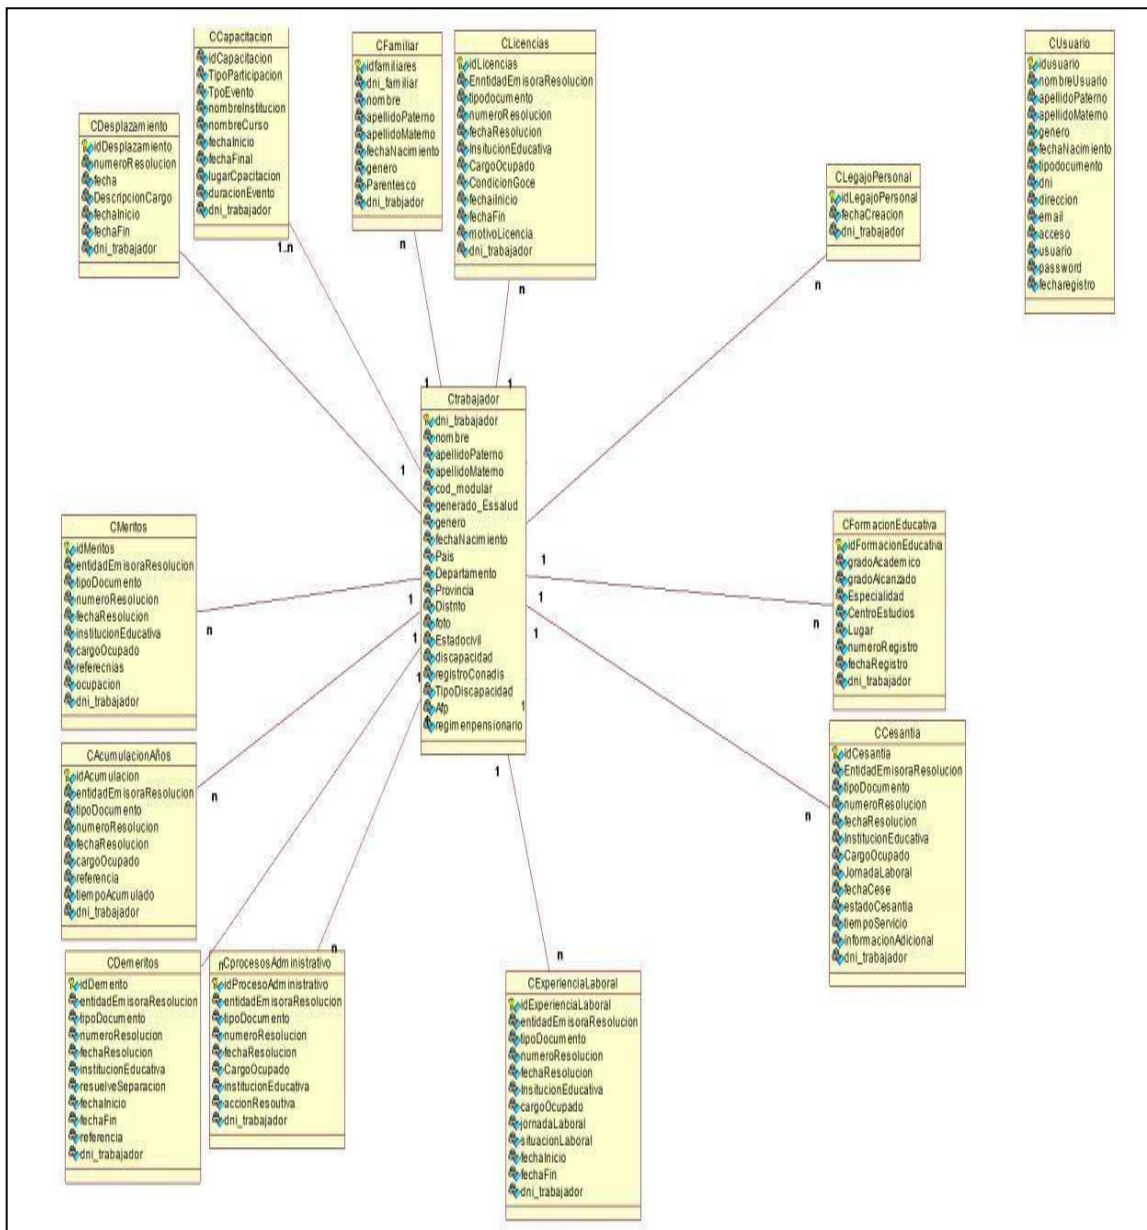 CCapacitacion
idCapacitacion
TipoParticipacion
TpoEvento
nombreInstitucion
nombreCurso
fechaInicio
fechaFinal
lugarCpacitacion
duracionEvento
dni_trabajador
1..n
CFamiliar
idfamiliares
dni_familiar
nombre
apellidoPaterno
apellidoMaterno
fechaNacimiento
genero
Parentesco
dni_trabjador
n
CLicencias
idLicencias
EnntidadEmisoraResolucion
tipodocumento
numeroResolucion
fechaResolucion
InsitucionEducativa
CargoOcupado
CondicionGoce
fechaiInicio
fechaFin
motivoLicencia
dni_trabajador
n
CUsuario
idusuario
nombreUsuario
apellidoPaterno
apellidoMaterno
genero
fechaNacimiento
tipodocumento
dni
direccion
email
acceso
usuario
password
fecharegistro
CDesplazamiento
idDesplazamiento
numeroResolucion
fecha
DescripcionCargo
fechaInicio
fechaFin
dni_trabajador
CLegajoPersonal
idLegajoPersonal
fechaCreacion
dni_trabajador
n
1
1
Ctrabajador
dni_trabajador
nombre
apellidoPaterno
apellidoMaterno
cod_modular
generado_Essalud
genero
fechaNacimiento
Pais
Departamento
Provincia
Distrito
foto
Estadocivil
discapacidad
registroConadis
TipoDiscapacidad
Afp
regimenpensionario
1
1
1
1
1
1
1
1
1
CMeritos
idMeritos
entidadEmisoraResolucion
tipoDocumento
numeroResolucion
fechaResolucion
institucionEducativa
cargoOcupado
referecnias
ocupacion
dni_trabajador
n
CFormacionEducativa
idFormacionEducativa
gradoAcademico
gradoAlcanzado
Especialidad
CentroEstudios
Lugar
numeroRegistro
fechaRegistro
dni_trabajador
n
CAcumulacionAños
idAcumulacion
entidadEmisoraResolucion
tipoDocumento
numeroResolucion
fechaResolucion
cargoOcupado
referencia
tiempoAcumulado
dni_trabajador
n
CCesantia
idCesantia
EntidadEmisoraResolucion
tipoDocumento
numeroResolucion
fechaResolucion
InstitucionEducativa
CargoOcupado
JornadaLaboral
fechaCese
estadoCesantia
tiempoServicio
informacionAdicional
dni_trabajador
n
CDemeritos
idDemerito
entidadEmisoraResolucion
tipoDocumento
numeroResolucion
fechaResolucion
institucionEducativa
resuelveSeparacion
fechaInicio
fechaFin
referencia
dni_trabajador
n
CprocesosAdministrativo
idProcesoAdministrativo
entidadEmisoraResolucion
tipoDocumento
numeroResolucion
fechaResolucion
CargoOcupado
institucionEducativa
accionResoutiva
dni_trabajador
n
CExperienciaLaboral
idExperienciaLaboral
entidadEmisoraResolucion
tipoDocumento
numeroResolucion
fechaResolucion
InsitucionEducativa
cargoOcupado
jornadaLaboral
situacionLaboral
fechaInicio
fechaFin
dni_trabajador
n